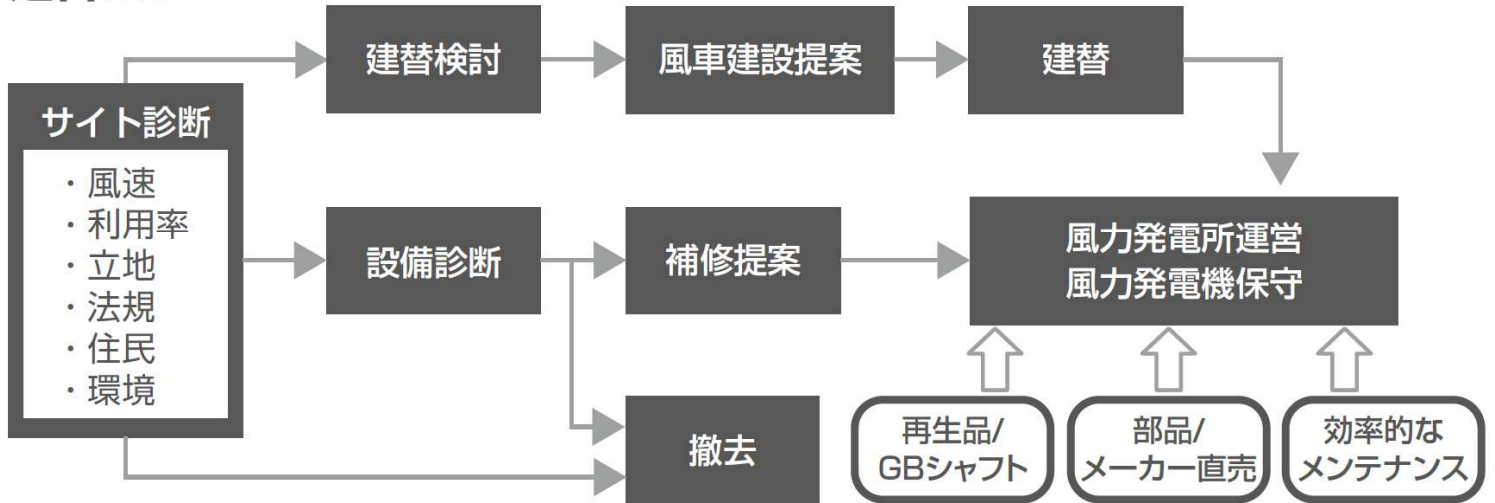 建替検討
風車建設提案
建替
サイト診断
・風速
・利用率
・立地
・法規
・住民
・環境
設備診断
補修提案
風力発電所運営
風力発電機保守
撤去
再生品/
GBシャフト
部品/
メーカー直売
効率的な
メンテナンス